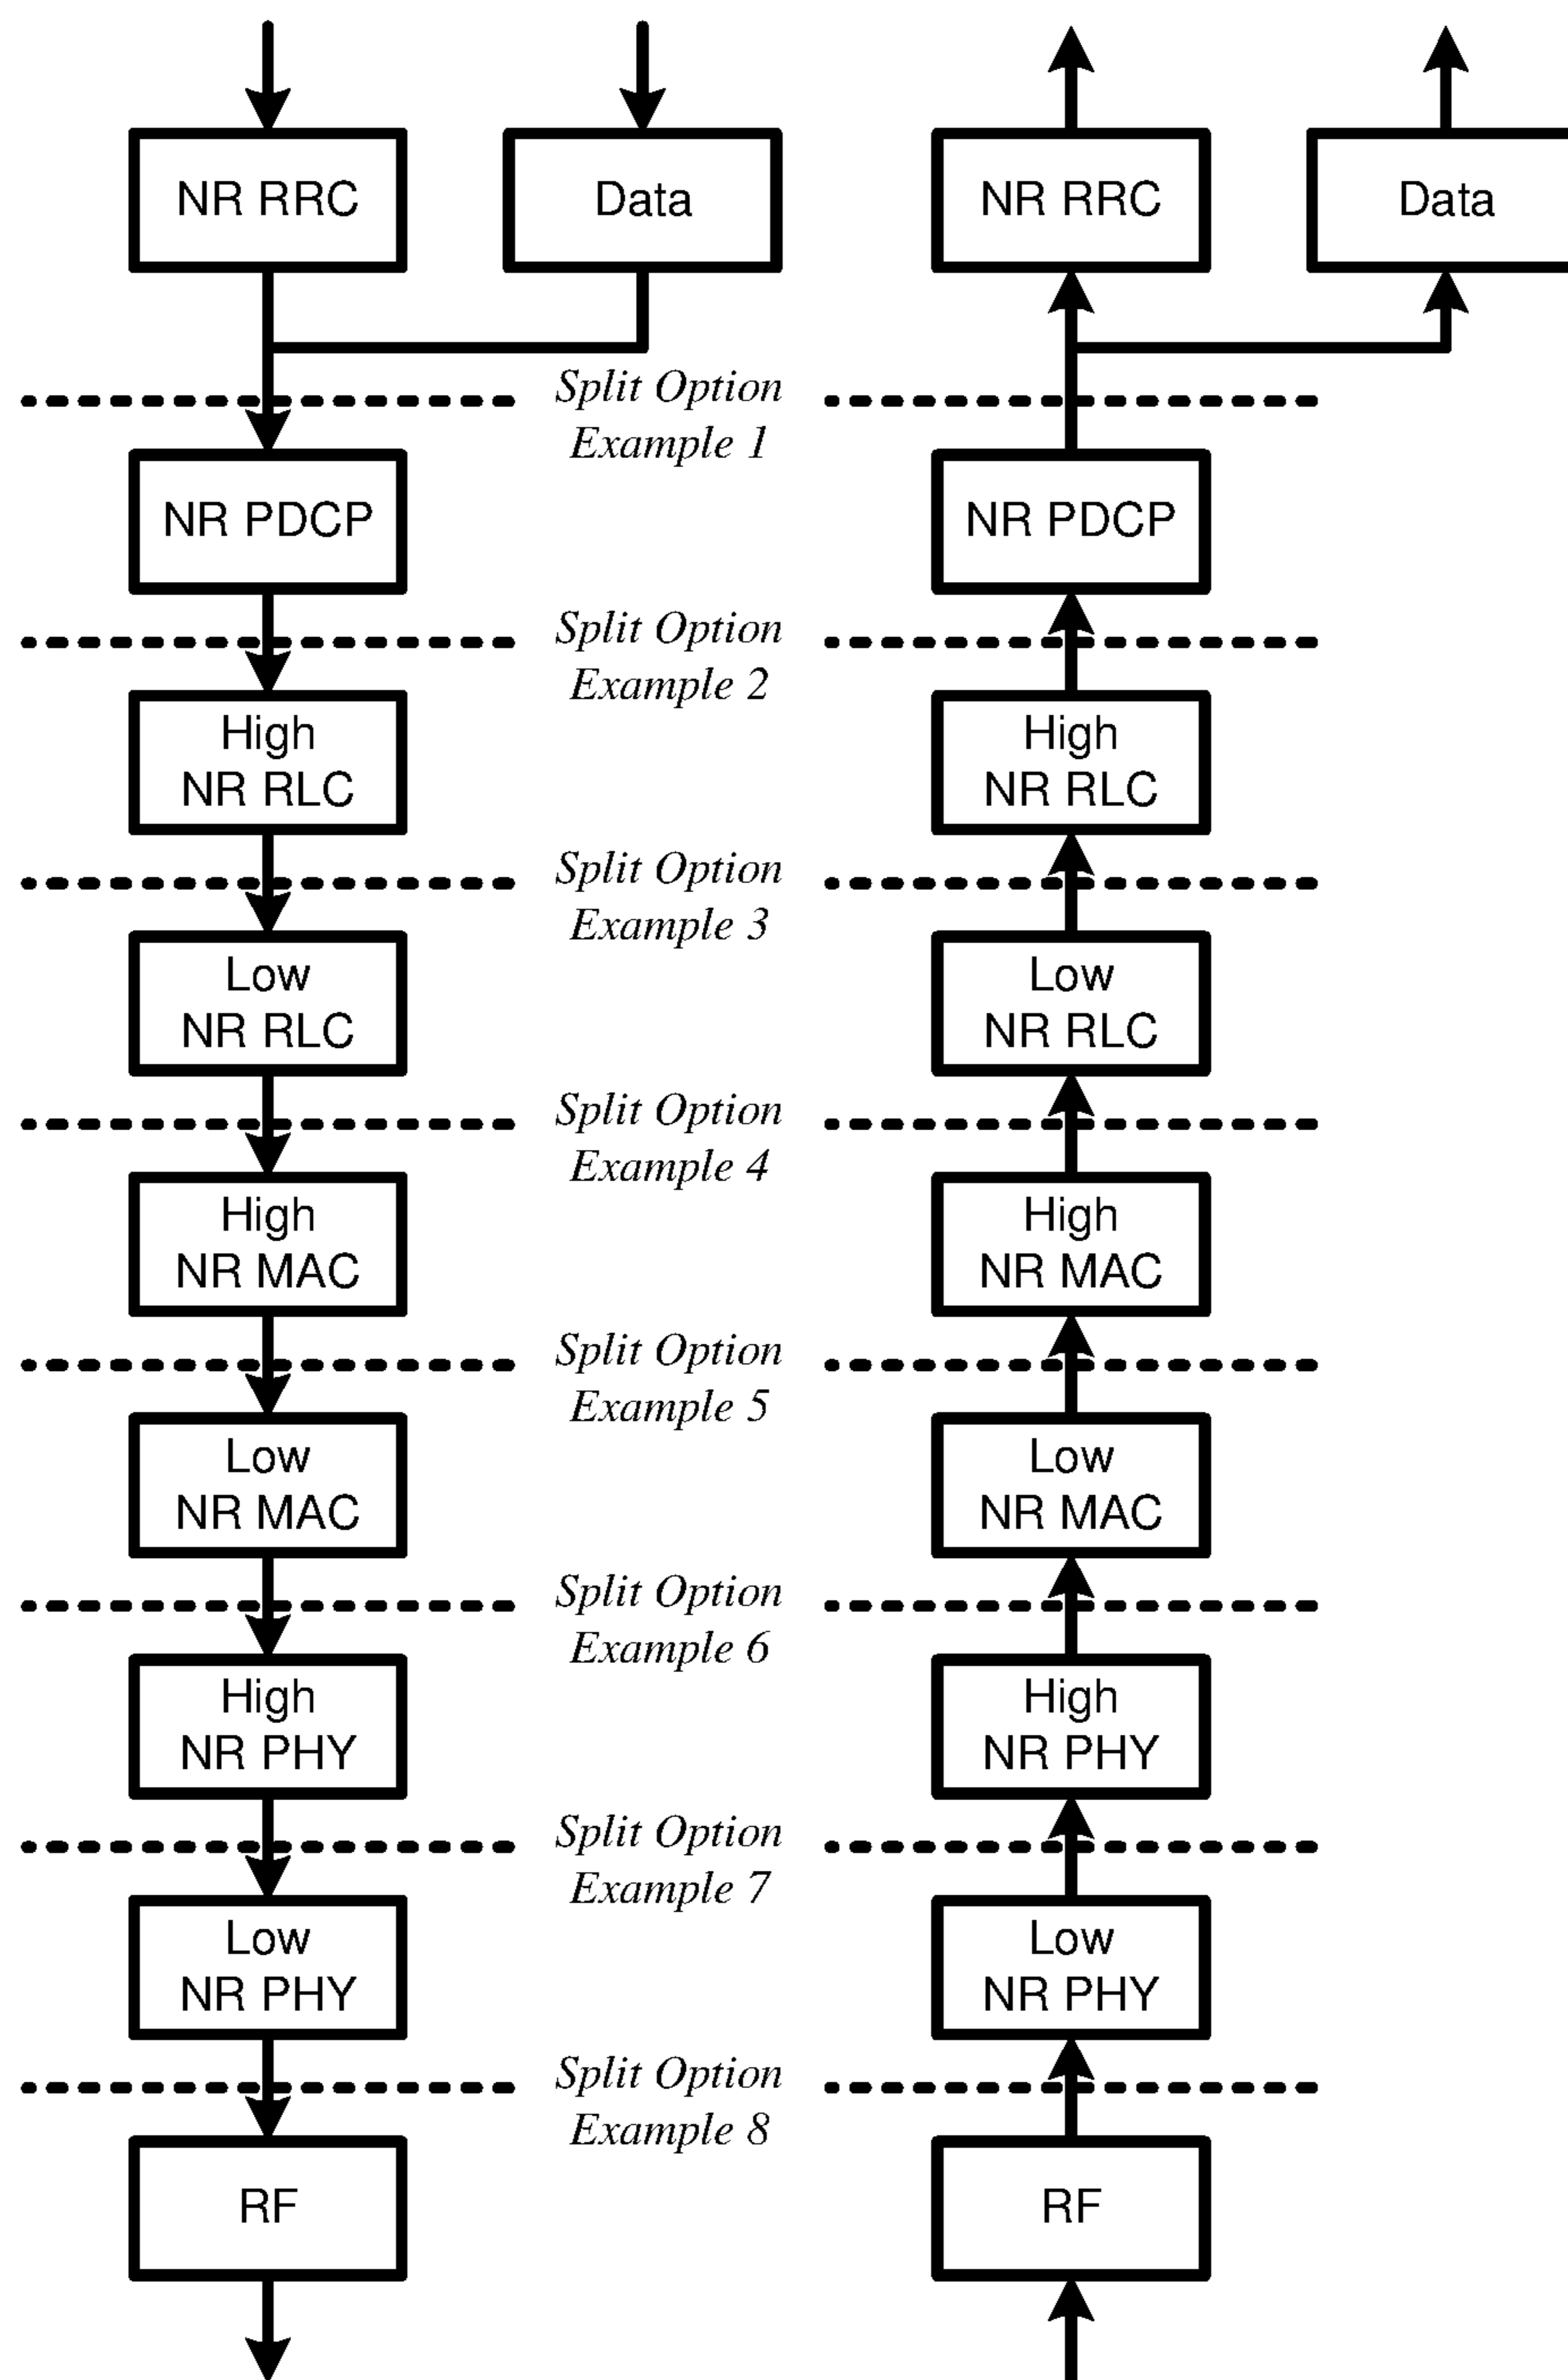 NR RRC
Data
NR RRC
Data
Split Option
Example 1
NR PDCP
NR PDCP
Split Option
Example 2
High
NR RLC
High
NR RLC
Split Option
Example 3
Low
NR RLC
Low
NR RLC
Split Option
Example 4
High
NR MAC
High
NR MAC
Split Option
Example 5
Low
NR MAC
Low
NR MAC
Split Option
Example 6
High
NR PHY
High
NR PHY
Split Option
Example 7
Low
NR PHY
Low
NR PHY
Split Option
Example 8
RF
RF